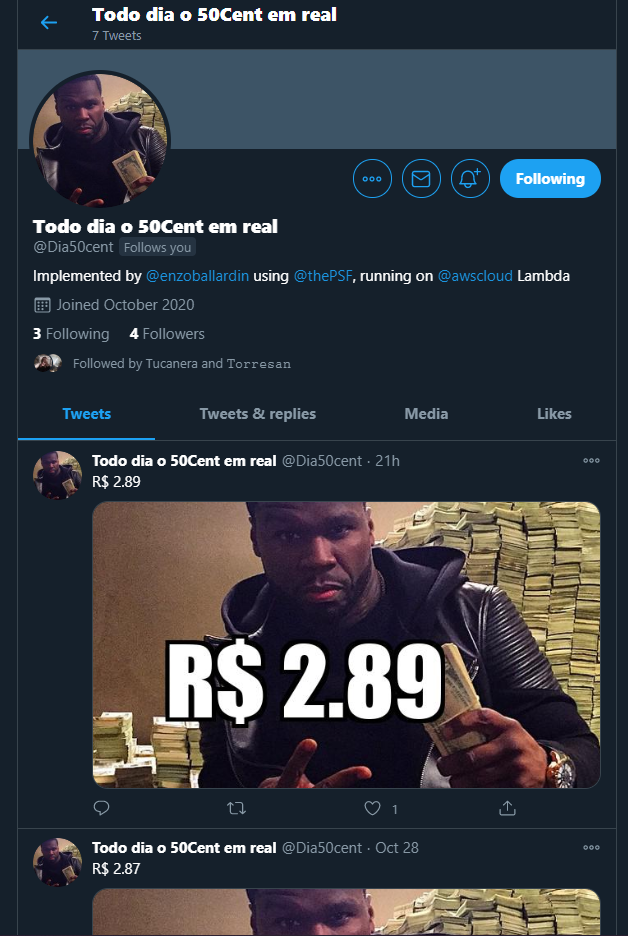 Todo dia o 50Cent em real
7 Tweets
Following
Todo dia o 50Cent em real
@Dia50cent Follows you
Implemented by @enzoballardin using @thePSF, running on @awscloud Lambda
Joined October 2020
3 Following 4 Followers
Followed by Tucanera and Torresan
Tweets Tweets & replies Media Likes
Todo dia o 50Cent em real @Dia50cent · 21h
R$ 2.89
R$ 2.89
1
Todo dia o 50Cent em real @Dia50cent · Oct 28
R$ 2.87